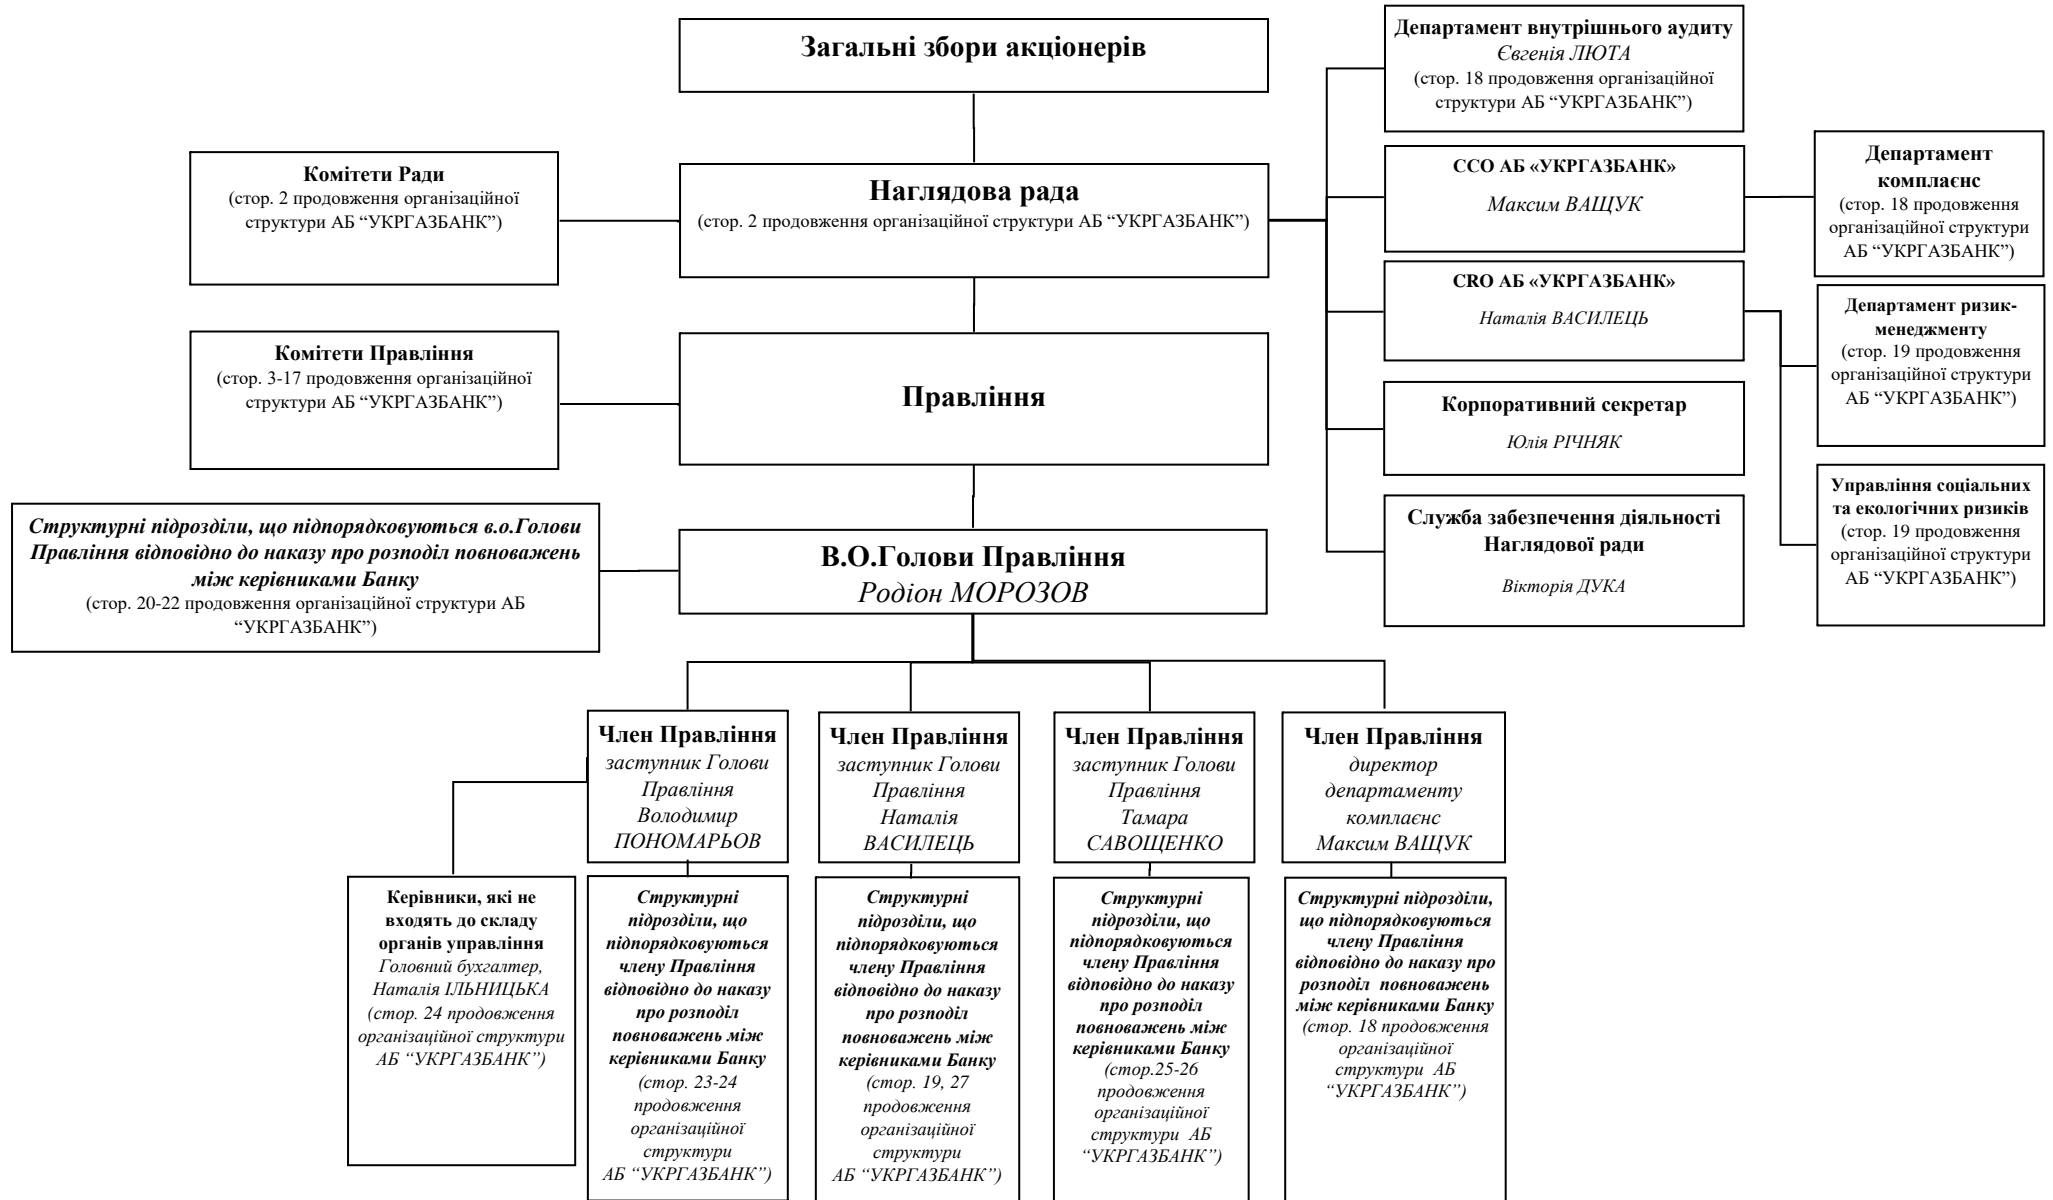 Загальні збори акціонерів
Департамент внутрішнього аудиту
Євгенія ЛЮТА
(стор. 18 продовження організаційної
структури АБ “УКРГАЗБАНК”)
Комітети Ради
(стор. 2 продовження організаційної
структури АБ “УКРГАЗБАНК”)
Наглядова рада
(стор. 2 продовження організаційної структури АБ “УКРГАЗБАНК”)
ССО АБ «УКРГАЗБАНК»
Максим ВАЩУК
Департамент
комплаєнс
(стор. 18 продовження
організаційної структури
АБ “УКРГАЗБАНК”)
CRO АБ «УКРГАЗБАНК»
Наталія ВАСИЛЕЦЬ
Департамент ризик-
менеджменту
(стор. 19 продовження
організаційної структури
АБ “УКРГАЗБАНК”)
Комітети Правління
(стор. 3-17 продовження організаційної
структури АБ “УКРГАЗБАНК”)
Правління
Корпоративний секретар
Юлія РІЧНЯК
Управління соціальних
та екологічних ризиків
(стор. 19 продовження
організаційної структури
АБ “УКРГАЗБАНК”)
Служба забезпечення діяльності
Наглядової ради
Вікторія ДУКА
Структурні підрозділи, що підпорядковуються в.о.Голови
Правління відповідно до наказу про розподіл повноважень
між керівниками Банку
(стор. 20-22 продовження організаційної структури АБ
“УКРГАЗБАНК”)
В.О.Голови Правління
Родіон МОРОЗОВ
Член Правління
заступник Голови
Правління
Володимир
ПОНОМАРЬОВ
Член Правління
заступник Голови
Правління
Наталія
ВАСИЛЕЦЬ
Член Правління
заступник Голови
Правління
Тамара
САВОЩЕНКО
Член Правління
директор
департаменту
комплаєнс
Максим ВАЩУК
Керівники, які не
входять до складу
органів управління
Головний бухгалтер,
Наталія ІЛЬНИЦЬКА
(стор. 24 продовження
організаційної структури
АБ “УКРГАЗБАНК”)
Структурні
підрозділи, що
підпорядковуються
члену Правління
відповідно до наказу
про розподіл
повноважень між
керівниками Банку
(стор. 23-24
продовження
організаційної
структури
АБ “УКРГАЗБАНК”)
Структурні
підрозділи, що
підпорядковуються
члену Правління
відповідно до наказу
про розподіл
повноважень між
керівниками Банку
(стор. 19, 27
продовження
організаційної
структури
АБ “УКРГАЗБАНК”)
Структурні
підрозділи, що
підпорядковуються
члену Правління
відповідно до наказу
про розподіл
повноважень між
керівниками Банку
(стор.25-26
продовження
організаційної
структури АБ
“УКРГАЗБАНК”)
Структурні підрозділи,
що підпорядковуються
члену Правління
відповідно до наказу про
розподіл повноважень
між керівниками Банку
(стор. 18 продовження
організаційної
структури АБ
“УКРГАЗБАНК”)